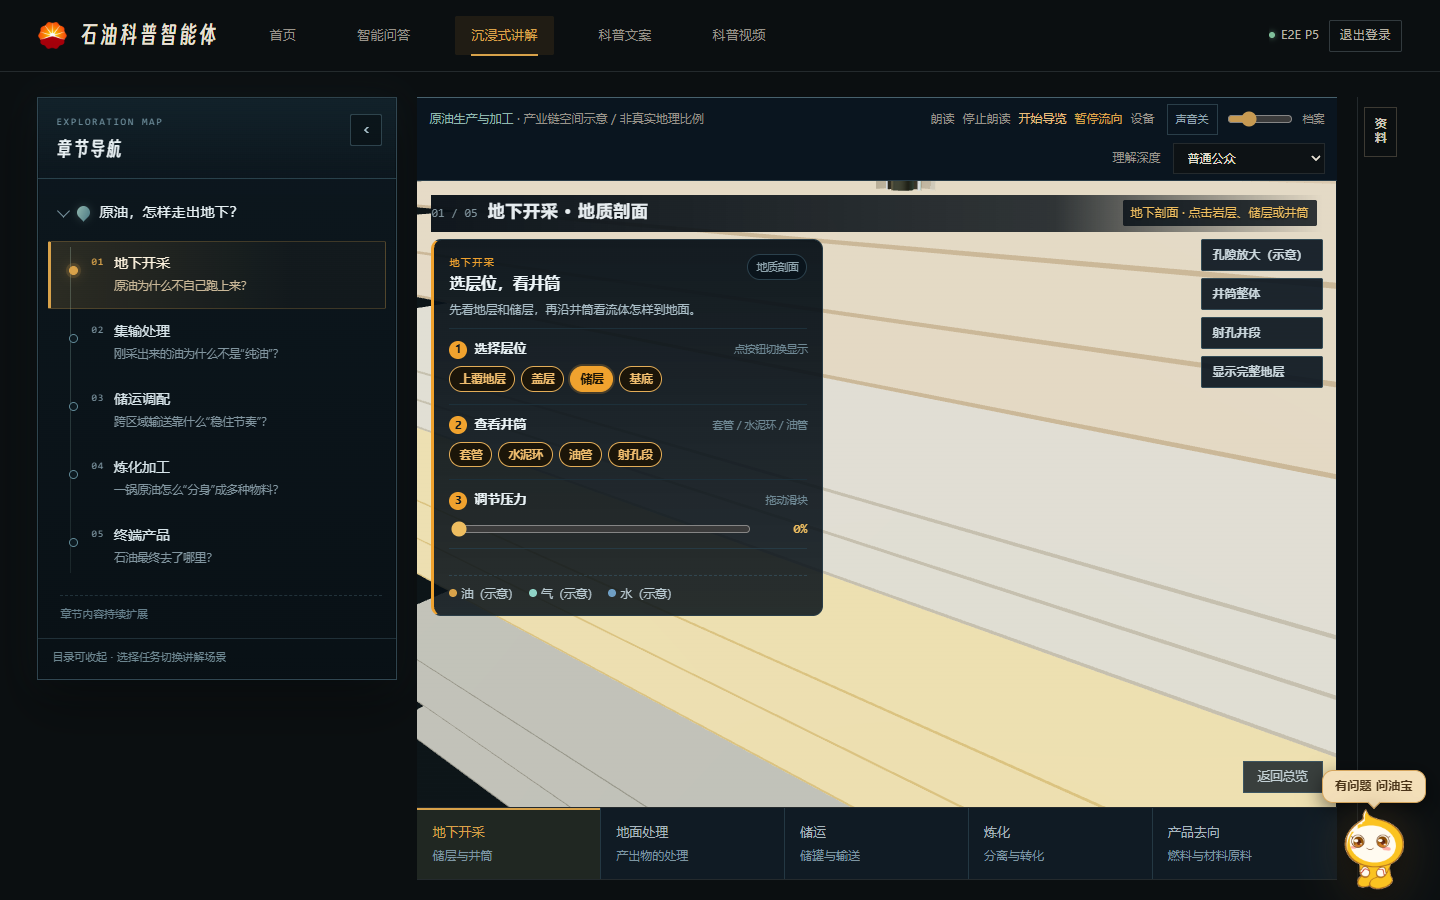 石油科普智能体
首页
智能问答
沉浸式讲解
科普文案
科普视频
E2E P5
退出登录
EXPLORATION MAP
章节导航
‹
原油，怎样走出地下？
01 地下开采
原油为什么不自己跑上来？
02 集输处理
刚采出来的油为什么不是“纯油”？
03 储运调配
跨区域输送靠什么“稳住节奏”？
04 炼化加工
一锅原油怎么“分身”成多种物料？
05 终端产品
石油最终去了哪里？
章节内容持续扩展
目录可收起 · 选择任务切换讲解场景
原油生产与加工 · 产业链空间示意 / 非真实地理比例
朗读 停止朗读 开始导览 暂停流向 设备 声音关 档案
理解深度 普通公众
资料
01 / 05 地下开采 • 地质剖面
地下剖面 · 点击岩层、储层或井筒
地下开采
选层位，看井筒
地质剖面
先看地层和储层，再沿井筒看流体怎样到地面。
1 选择层位 点按钮切换显示
上覆地层 盖层 储层 基底
2 查看井筒 套管 / 水泥环 / 油管
套管 水泥环 油管 射孔段
3 调节压力 拖动滑块
0%
油（示意） 气（示意） 水（示意）
孔隙放大（示意）
井筒整体
射孔井段
显示完整地层
返回总览
有问题 问油宝
地下开采
储层与井筒
地面处理
产出物的处理
储运
储罐与输送
炼化
分离与转化
产品去向
燃料与材料原料